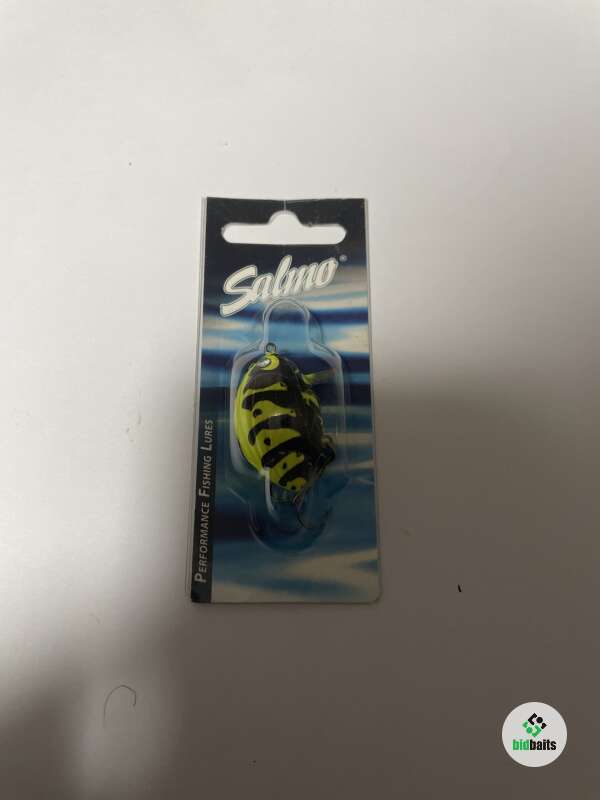 Salmo®
PERFORMANCE FISHING LURES
bidbaits